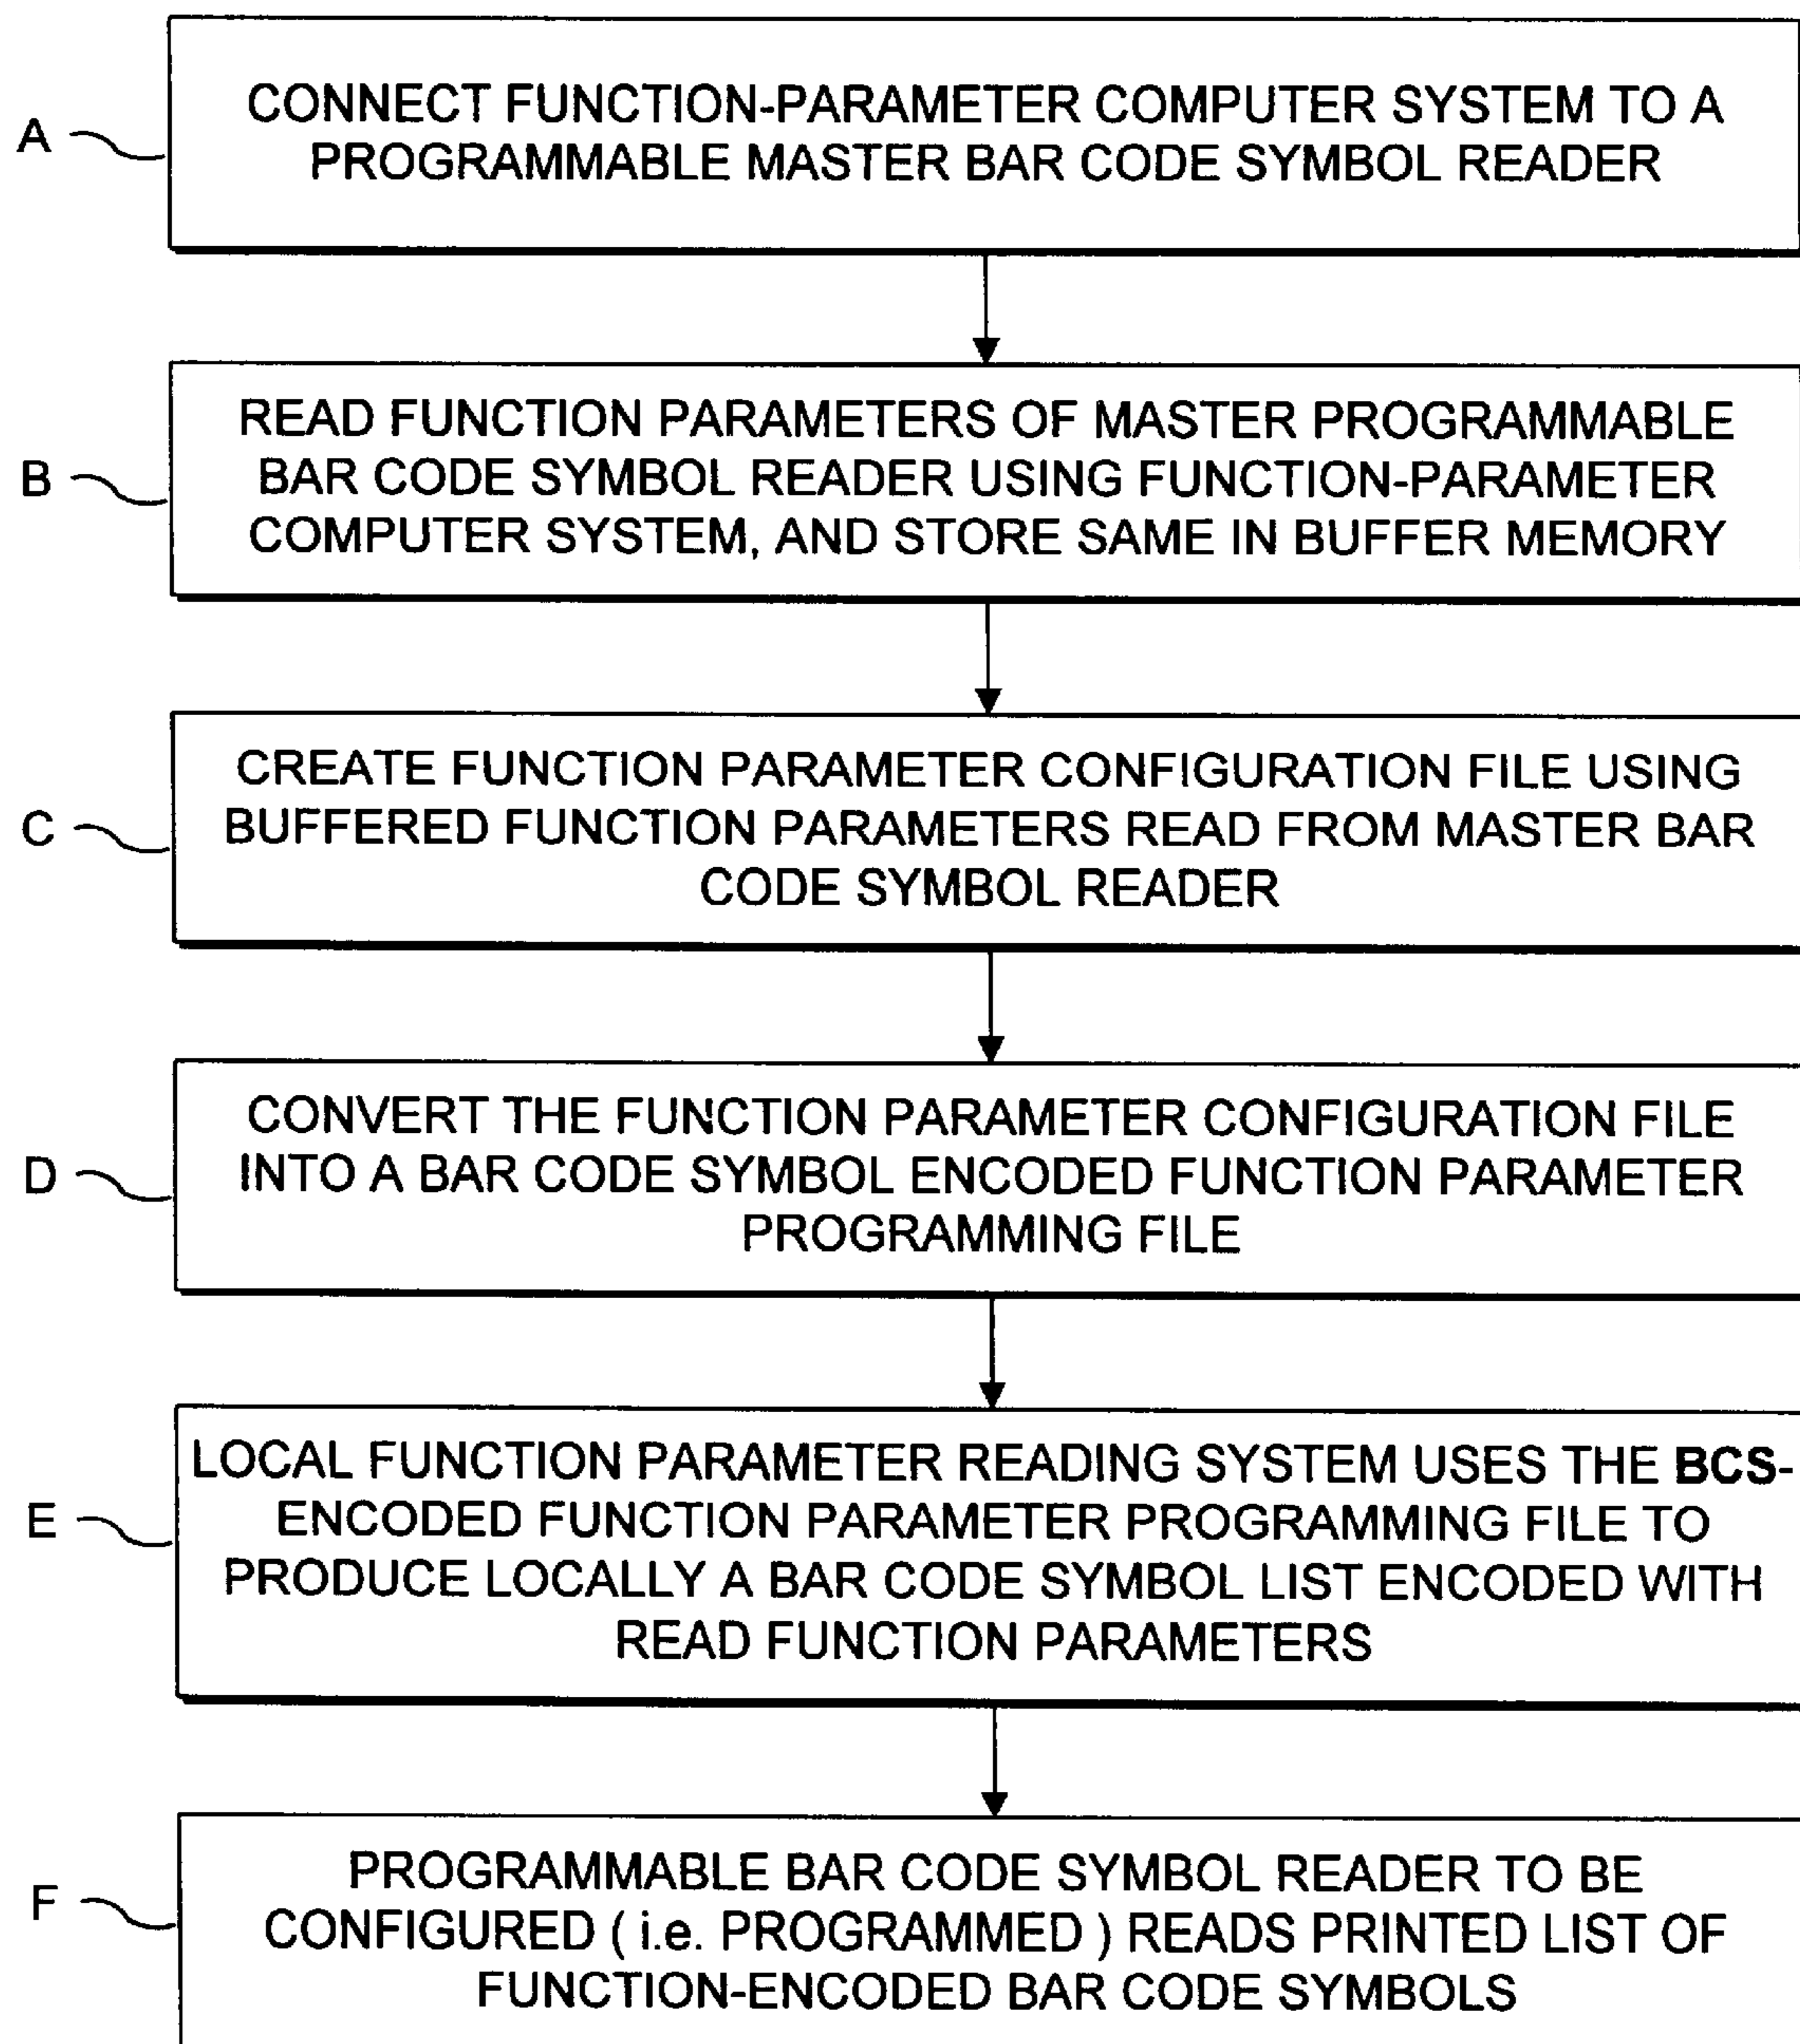 A
CONNECT FUNCTION-PARAMETER COMPUTER SYSTEM TO A
PROGRAMMABLE MASTER BAR CODE SYMBOL READER
B
READ FUNCTION PARAMETERS OF MASTER PROGRAMMABLE
BAR CODE SYMBOL READER USING FUNCTION-PARAMETER
COMPUTER SYSTEM, AND STORE SAME IN BUFFER MEMORY
C
CREATE FUNCTION PARAMETER CONFIGURATION FILE USING
BUFFERED FUNCTION PARAMETERS READ FROM MASTER BAR
CODE SYMBOL READER
D
CONVERT THE FUNCTION PARAMETER CONFIGURATION FILE
INTO A BAR CODE SYMBOL ENCODED FUNCTION PARAMETER
PROGRAMMING FILE
E
LOCAL FUNCTION PARAMETER READING SYSTEM USES THE BCS-
ENCODED FUNCTION PARAMETER PROGRAMMING FILE TO
PRODUCE LOCALLY A BAR CODE SYMBOL LIST ENCODED WITH
READ FUNCTION PARAMETERS
F
PROGRAMMABLE BAR CODE SYMBOL READER TO BE
CONFIGURED ( i.e. PROGRAMMED ) READS PRINTED LIST OF
FUNCTION-ENCODED BAR CODE SYMBOLS